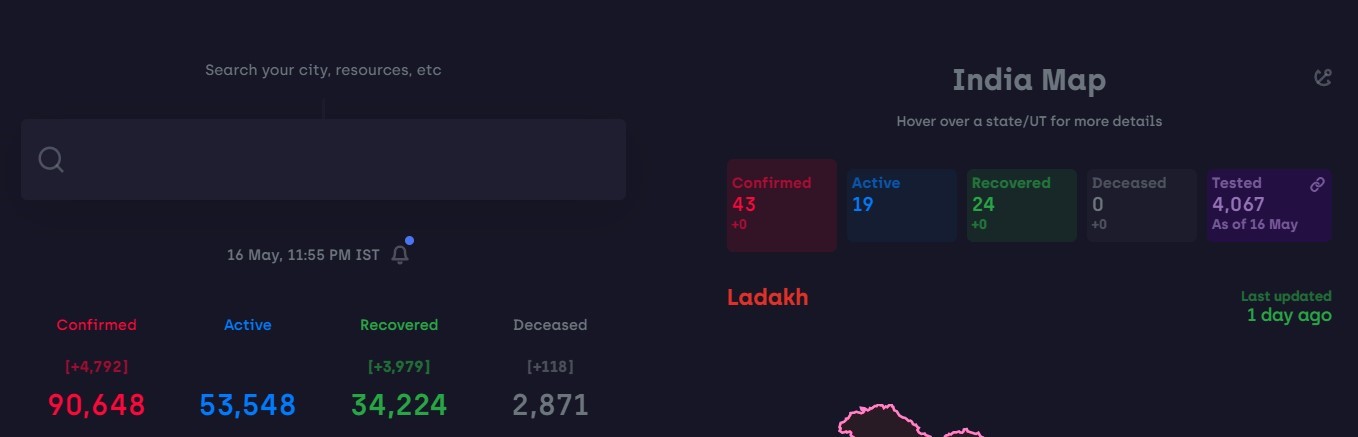 Search your city, resources, etc
16 May, 11:55 PM IST
Confirmed Active Recovered Deceased
[+4,792] [+3,979] [+118]
90,648 53,548 34,224 2,871
India Map
Hover over a state/UT for more details
Confirmed Active Recovered Deceased Tested
43 19 24 0 4,067
+0 +0 +0 As of 16 May
Ladakh
Last updated
1 day ago